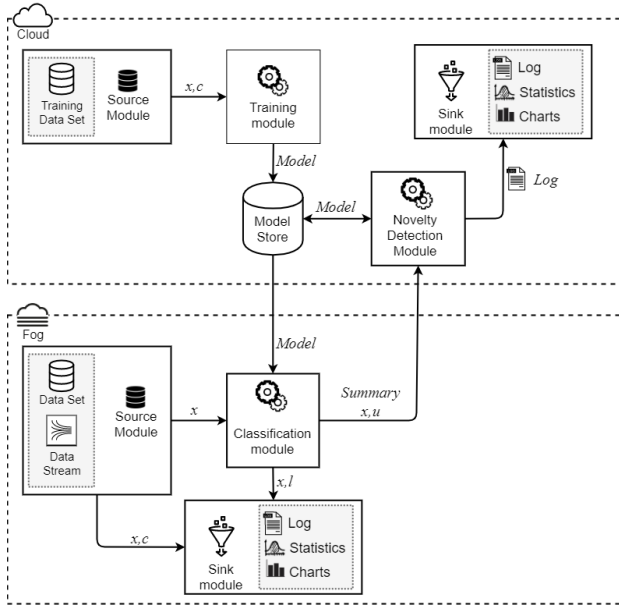 Cloud
Training
Data Set
Source
Module
x,c
Training
module
Sink
module
Log
Statistics
Charts
Model
Log
Model
Store
Model
Novelty
Detection
Module
Fog
Model
Data Set
Data
Stream
Source
Module
x
Classification
module
Summary
x,u
x,l
x,c
Sink
module
Log
Statistics
Charts